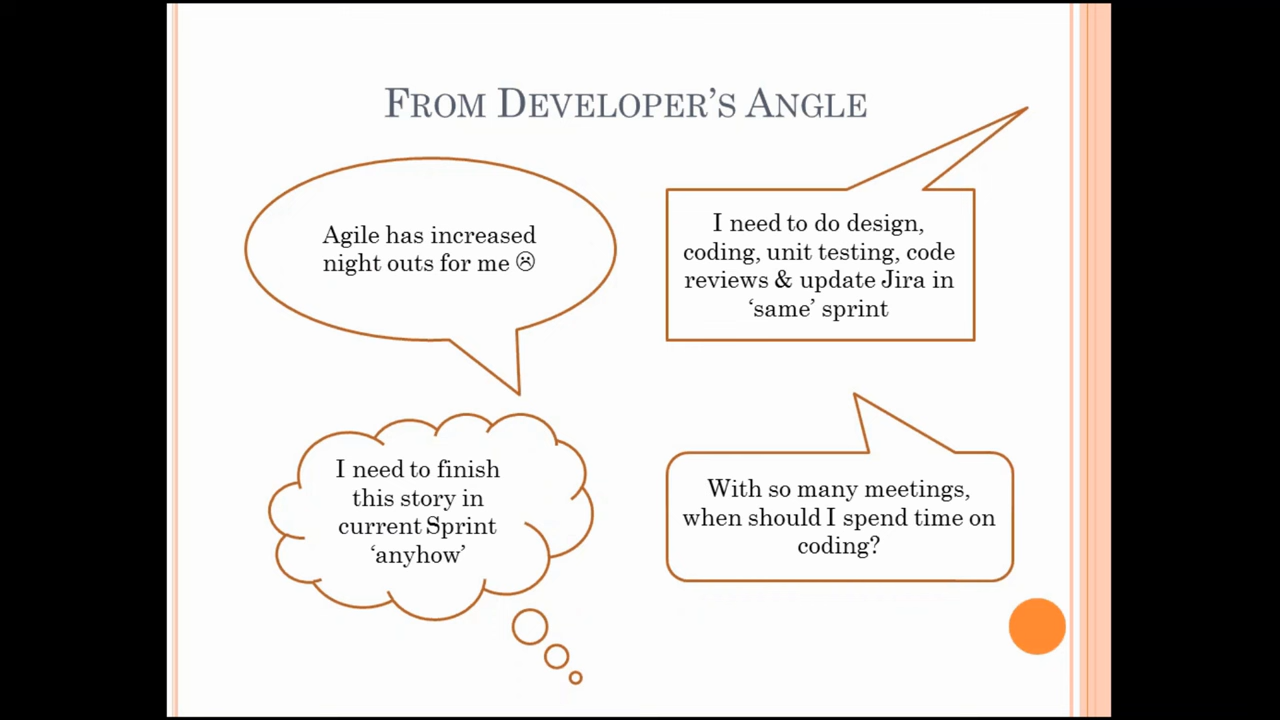 FROM DEVELOPER'S ANGLE
Agile has increased
night outs for me ☹
I need to do design,
coding, unit testing, code
reviews & update Jira in
‘same’ sprint
I need to finish
this story in
current Sprint
‘anyhow’
With so many meetings,
when should I spend time on
coding?